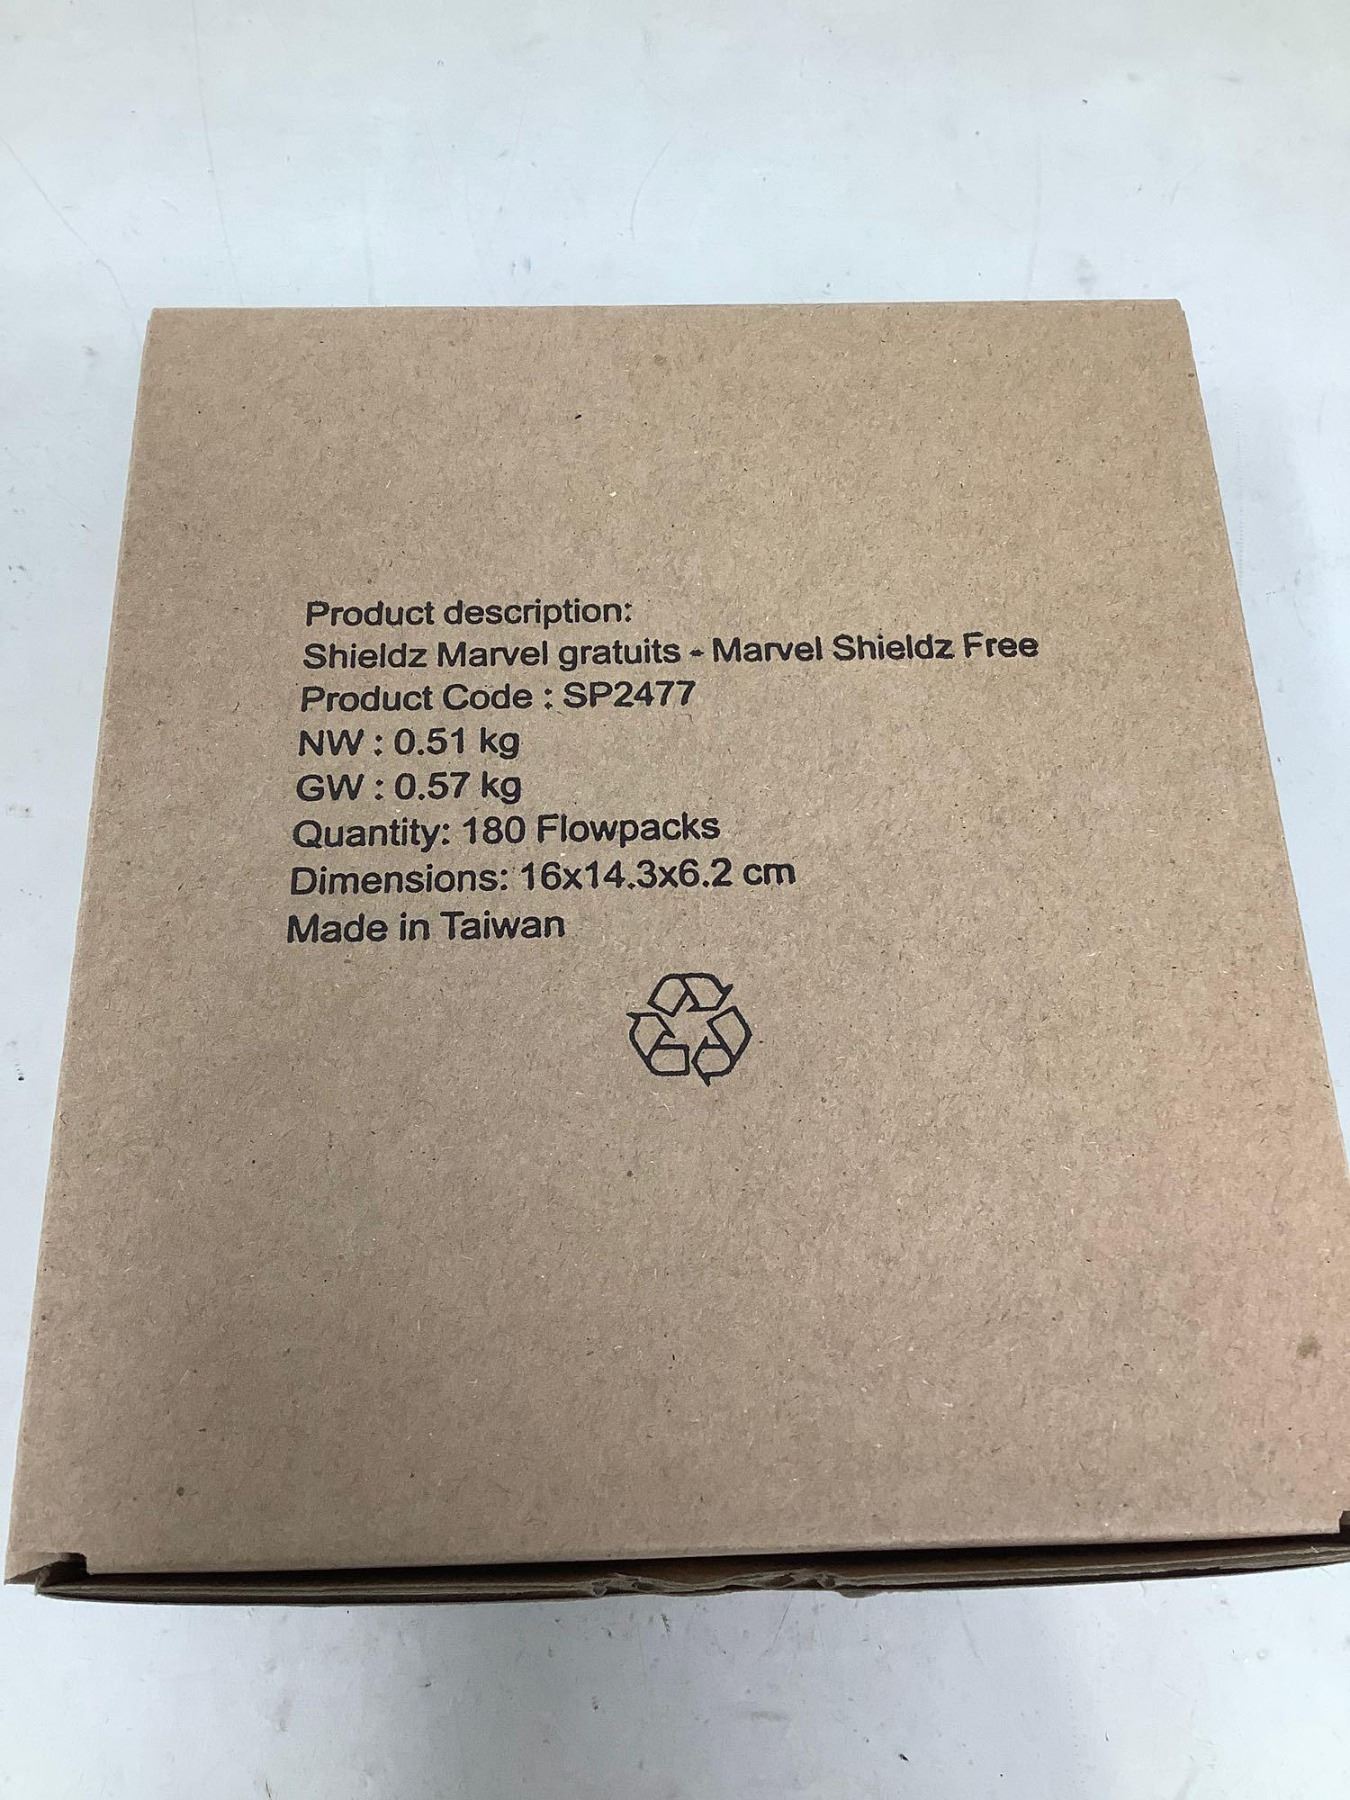 Product description:
Shieldz Marvel gratuits - Marvel Shieldz Free
Product Code : SP2477
NW : 0.51 kg
GW : 0.57 kg
Quantity: 180 Flowpacks
Dimensions: 16x14.3x6.2 cm
Made in Taiwan